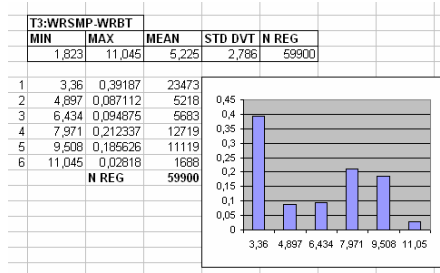 T3:WRSMP-WRBT
MIN MAX MEAN STD DVT N REG
1,823 11,045 5,225 2,786 59900
1 3,36 0,39187 23473
2 4,897 0,087112 5218
3 6,434 0,094875 5683
4 7,971 0,212337 12719
5 9,508 0,185626 11119
6 11,045 0,02818 1688
N REG 59900
0,45
0,4
0,35
0,3
0,25
0,2
0,15
0,1
0,05
0
3,36 4,897 6,434 7,971 9,508 11,05